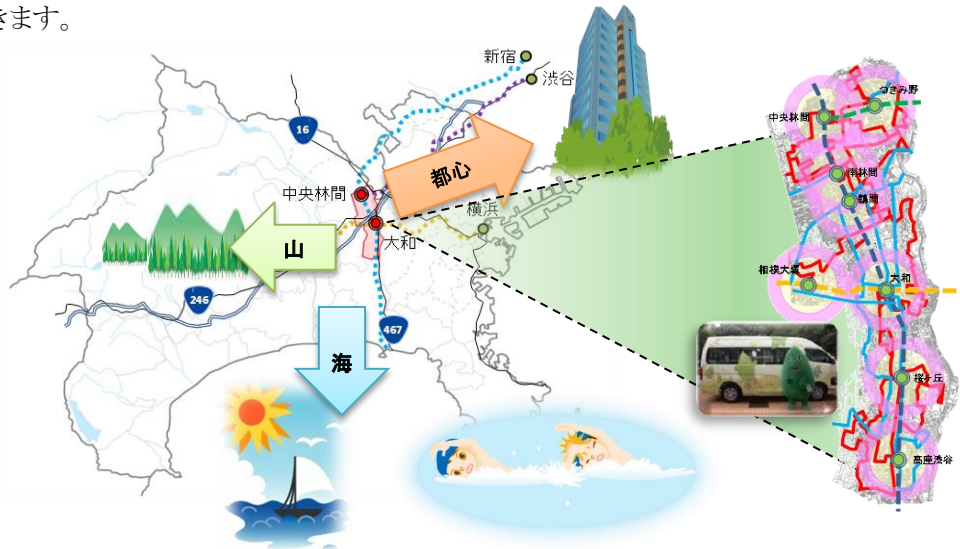 きます。
新宿
渋谷
16
都心
中央林間
横浜
大和
山
246
467
海
つきみ野
中央林間
南林間
鶴間
相模大塚
大和
桜ヶ丘
高座渋谷